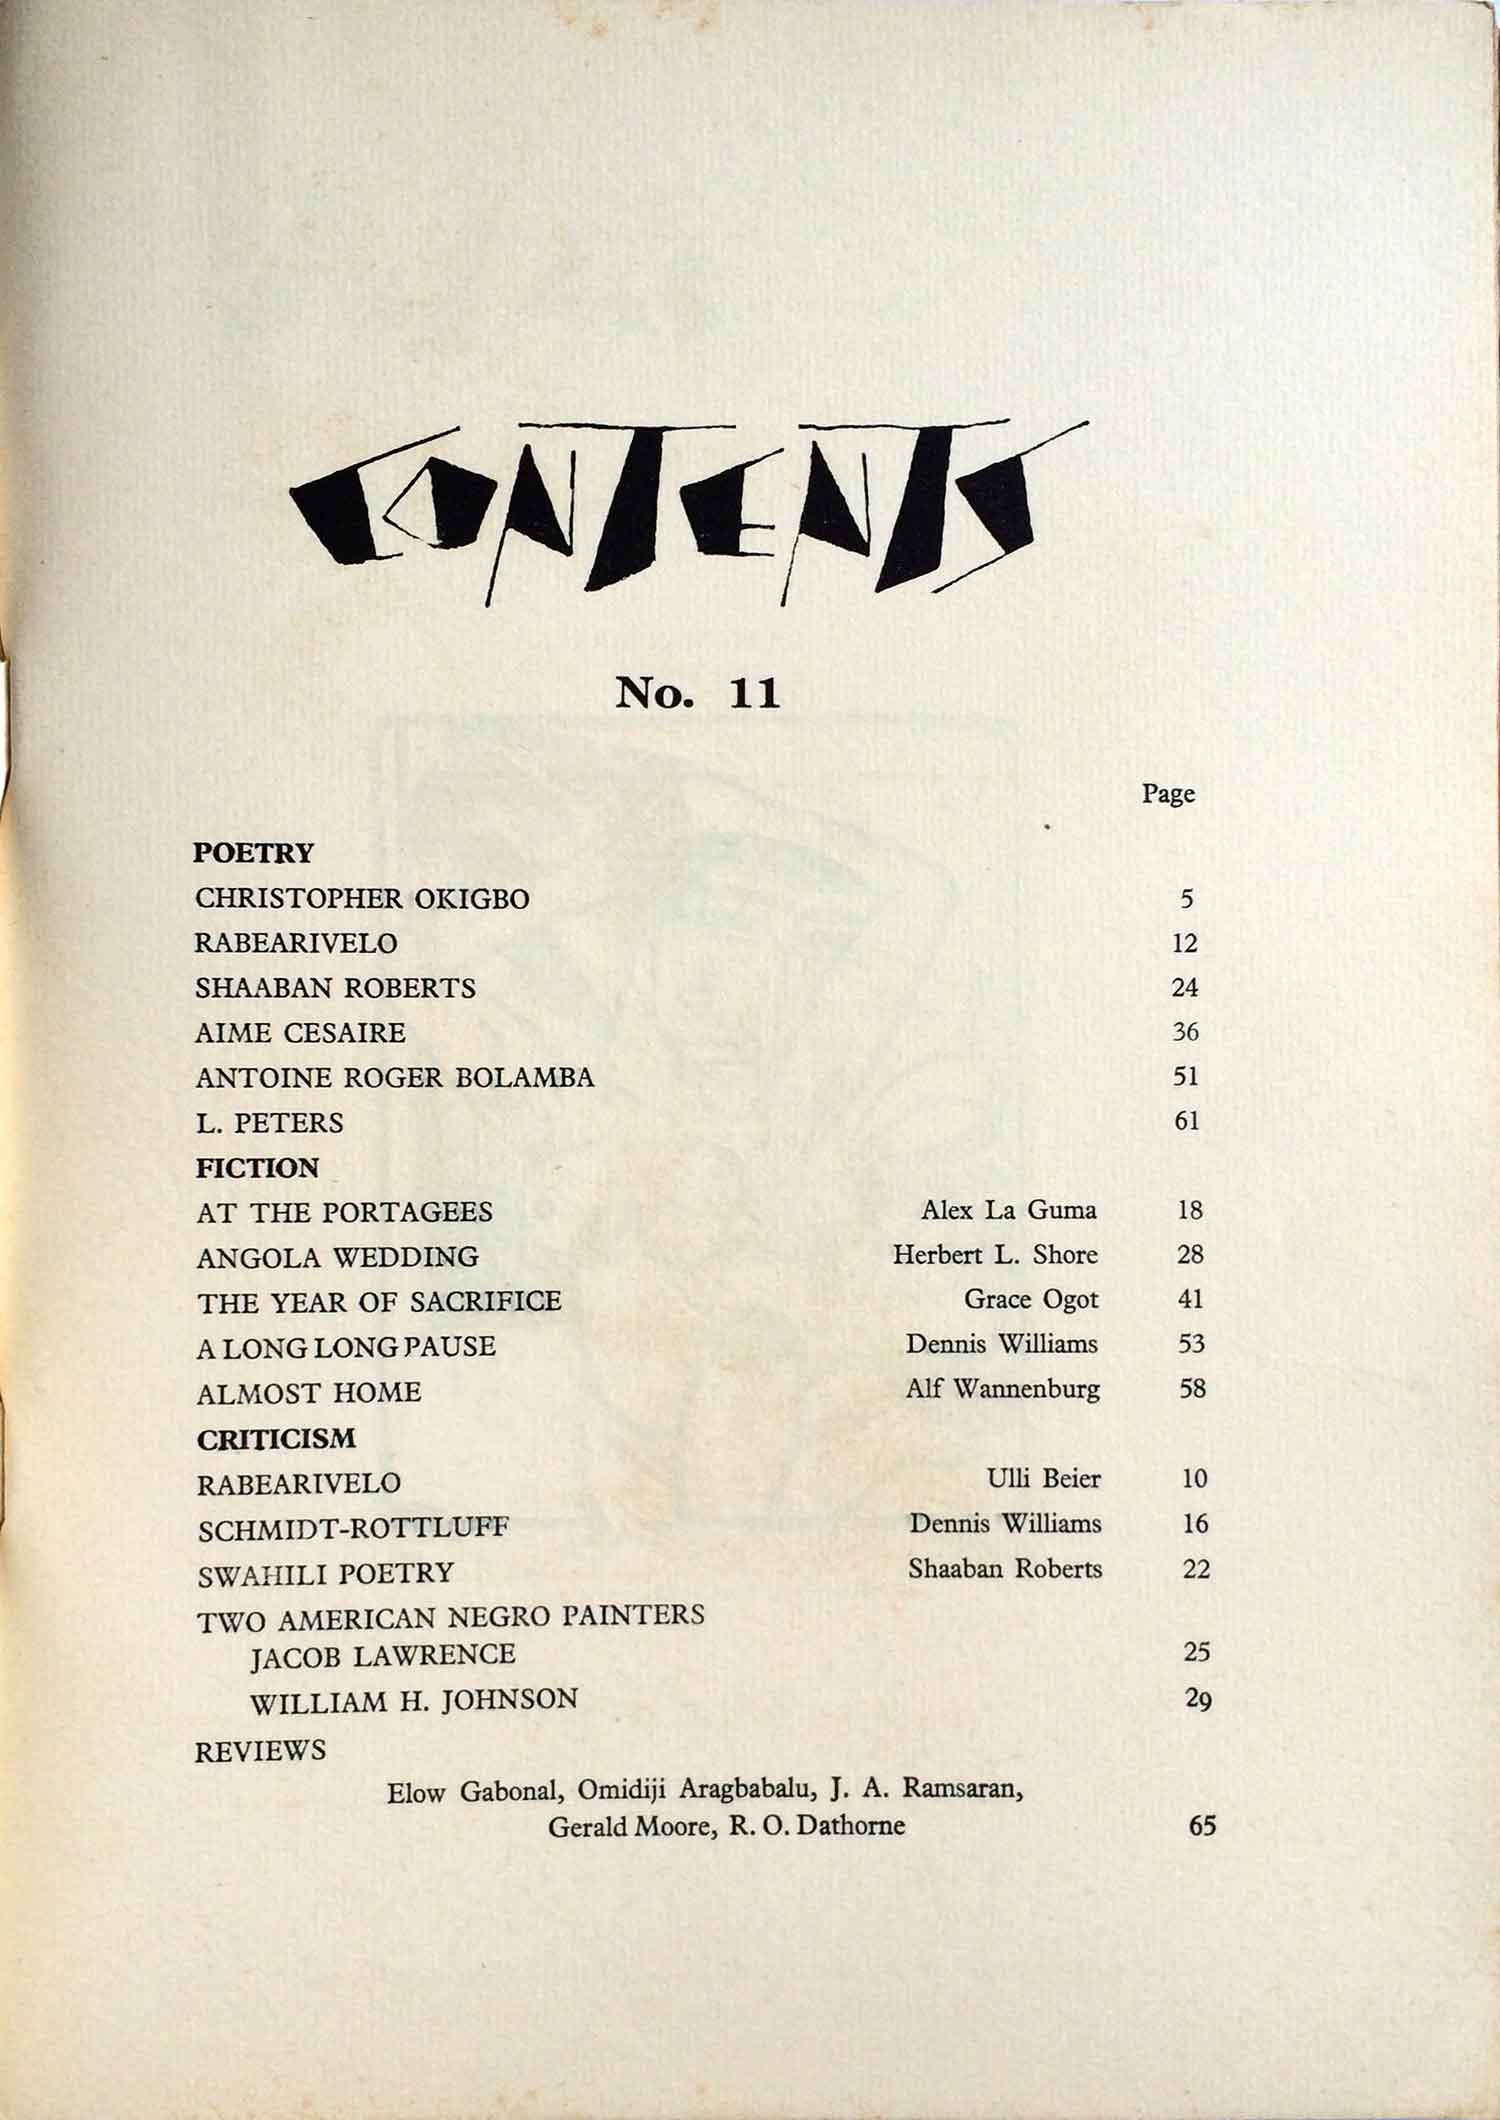 CONTENTS
No. 11
Page
POETRY
CHRISTOPHER OKIGBO 5
RABEARIVELO 12
SHAABAN ROBERTS 24
AIME CESAIRE 36
ANTOINE ROGER BOLAMBA 51
L. PETERS 61
FICTION
AT THE PORTAGEES Alex La Guma 18
ANGOLA WEDDING Herbert L. Shore 28
THE YEAR OF SACRIFICE Grace Ogot 41
A LONG LONG PAUSE Dennis Williams 53
ALMOST HOME Alf Wannenburg 58
CRITICISM
RABEARIVELO Ulli Beier 10
SCHMIDT-ROTTLUFF Dennis Williams 16
SWAHILI POETRY Shaaban Roberts 22
TWO AMERICAN NEGRO PAINTERS
JACOB LAWRENCE 25
WILLIAM H. JOHNSON 29
REVIEWS
Elow Gabonal, Omidiji Aragbabalu, J. A. Ramsaran,
Gerald Moore, R. O. Dathorne 65